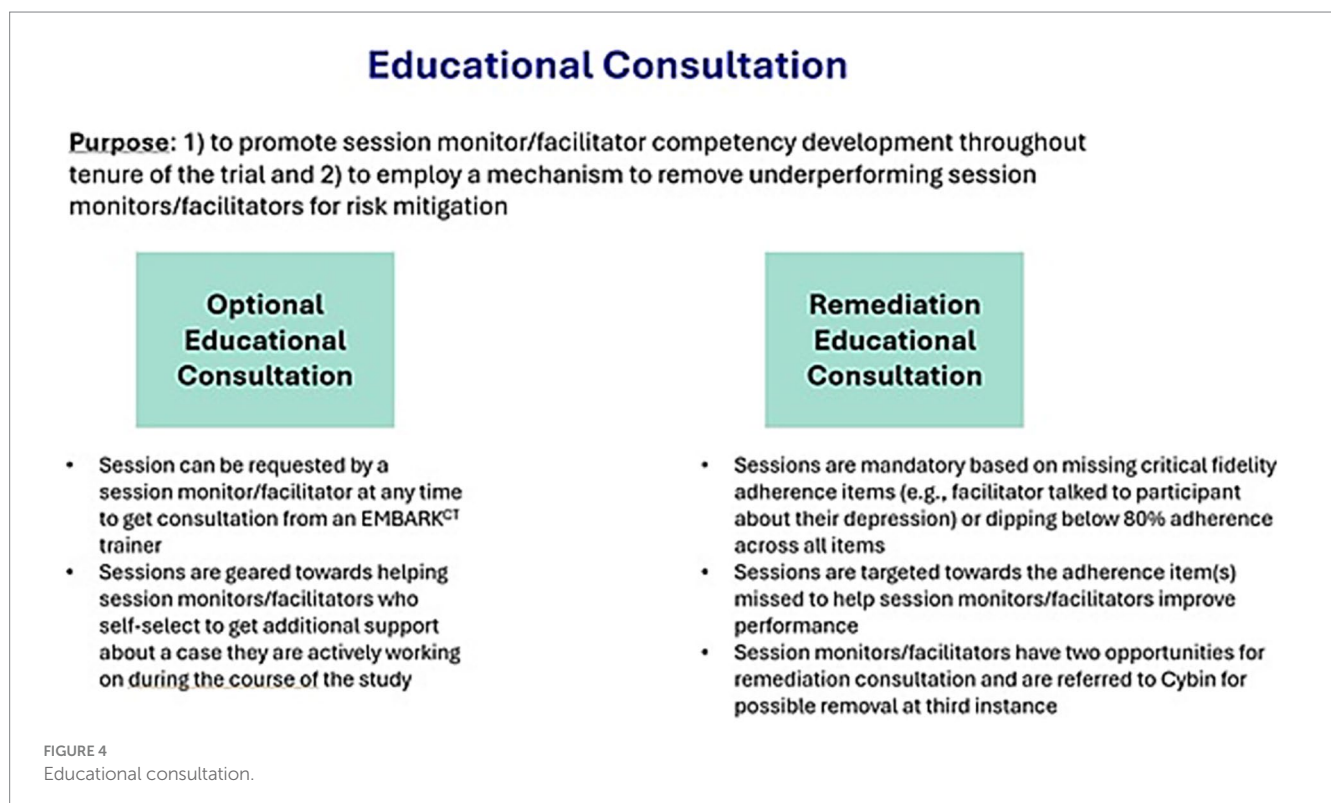 Educational Consultation
Purpose: 1) to promote session monitor/facilitator competency development throughout
tenure of the trial and 2) to employ a mechanism to remove underperforming session
monitors/facilitators for risk mitigation
Optional
Educational
Consultation
• Session can be requested by a
session monitor/facilitator at any time
to get consultation from an EMBARKᶜᵀ
trainer
• Sessions are geared towards helping
session monitors/facilitators who
self-select to get additional support
about a case they are actively working
on during the course of the study
Remediation
Educational
Consultation
• Sessions are mandatory based on missing critical fidelity
adherence items (e.g., facilitator talked to participant
about their depression) or dipping below 80% adherence
across all items
• Sessions are targeted towards the adherence item(s)
missed to help session monitors/facilitators improve
performance
• Session monitors/facilitators have two opportunities for
remediation consultation and are referred to Cybin for
possible removal at third instance
FIGURE 4
Educational consultation.